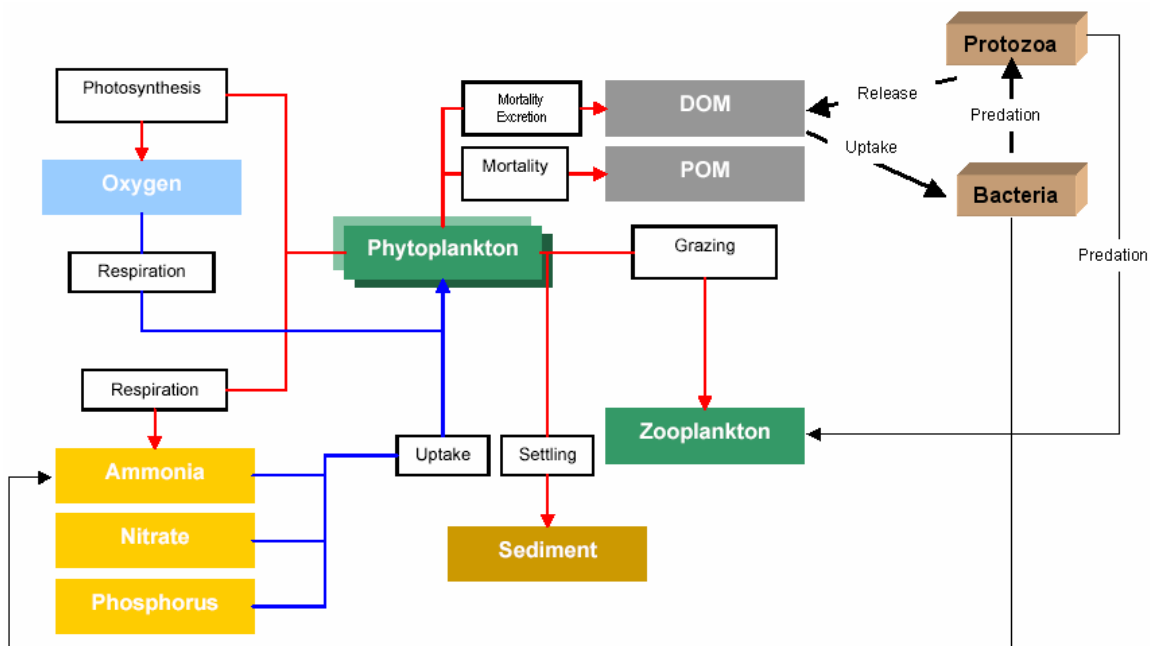 Protozoa
Photosynthesis
Mortality
Excretion
DOM
Release
Predation
Uptake
Mortality
POM
Oxygen
Bacteria
Phytoplankton
Grazing
Predation
Respiration
Respiration
Zooplankton
Uptake
Settling
Ammonia
Nitrate
Sediment
Phosphorus